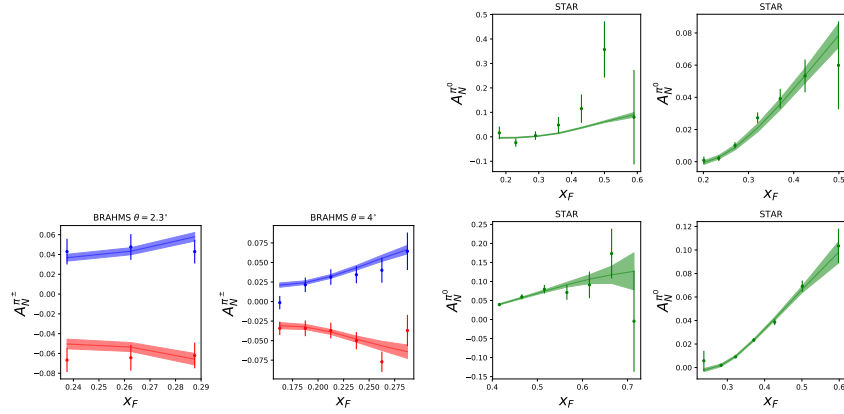 STAR
0.5
0.4
0.3
0.2
0.1
0.0
−0.1
A_N^{π^0}
0.2 0.3 0.4 0.5 0.6
x_F
STAR
0.08
0.06
0.04
0.02
0.00
A_N^{π^0}
0.2 0.3 0.4 0.5
x_F
BRAHMS θ = 2.3°
0.06
0.04
0.02
0.00
−0.02
−0.04
−0.06
−0.08
A_N^{π^±}
0.24 0.25 0.26 0.27 0.28 0.29
x_F
BRAHMS θ = 4°
0.075
0.050
0.025
0.000
−0.025
−0.050
−0.075
A_N^{π^±}
0.175 0.200 0.225 0.250 0.275
x_F
STAR
0.25
0.20
0.15
0.10
0.05
0.00
−0.05
−0.10
−0.15
A_N^{π^0}
0.4 0.5 0.6 0.7
x_F
STAR
0.12
0.10
0.08
0.06
0.04
0.02
0.00
A_N^{π^0}
0.3 0.4 0.5 0.6
x_F